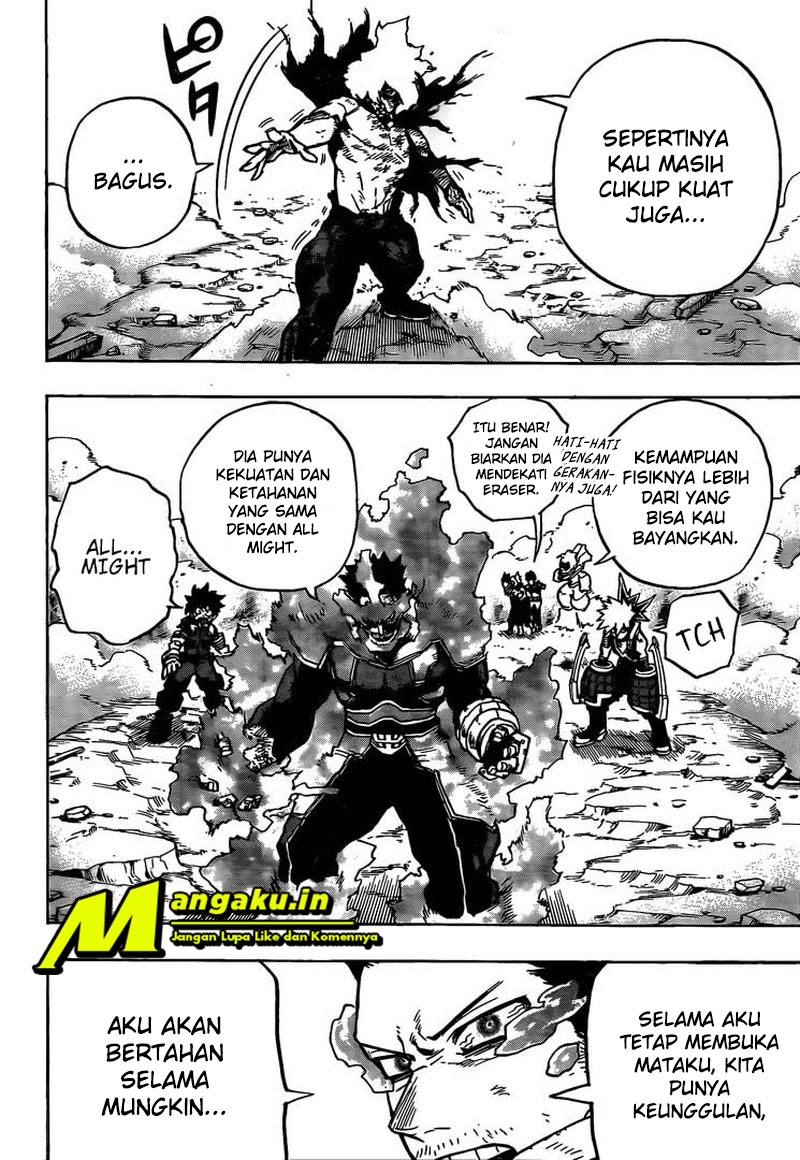 ピタ
SEPERTINYA
KAU MASIH
CUKUP KUAT
JUGA...
...
BAGUS.
KEMAMPUAN
FISIKNYA LEBIH
DARI YANG
BISA KAU
BAYANGKAN.
ITU BENAR!
JANGAN
BIARKAN DIA
MENDEKATI
ERASER.
HATI-HATI
DENGAN
GERAKAN-
NYA JUGA!
DIA PUNYA
KEKUATAN DAN
KETAHANAN
YANG SAMA
DENGAN ALL
MIGHT.
ALL...
MIGHT
TCH
Mangaku.in
Jangan Lupa Like dan Komennya
SELAMA AKU
TETAP MEMBUKA
MATAKU, KITA
PUNYA
KEUNGGULAN,
AKU AKAN
BERTAHAN
SELAMA
MUNGKIN...